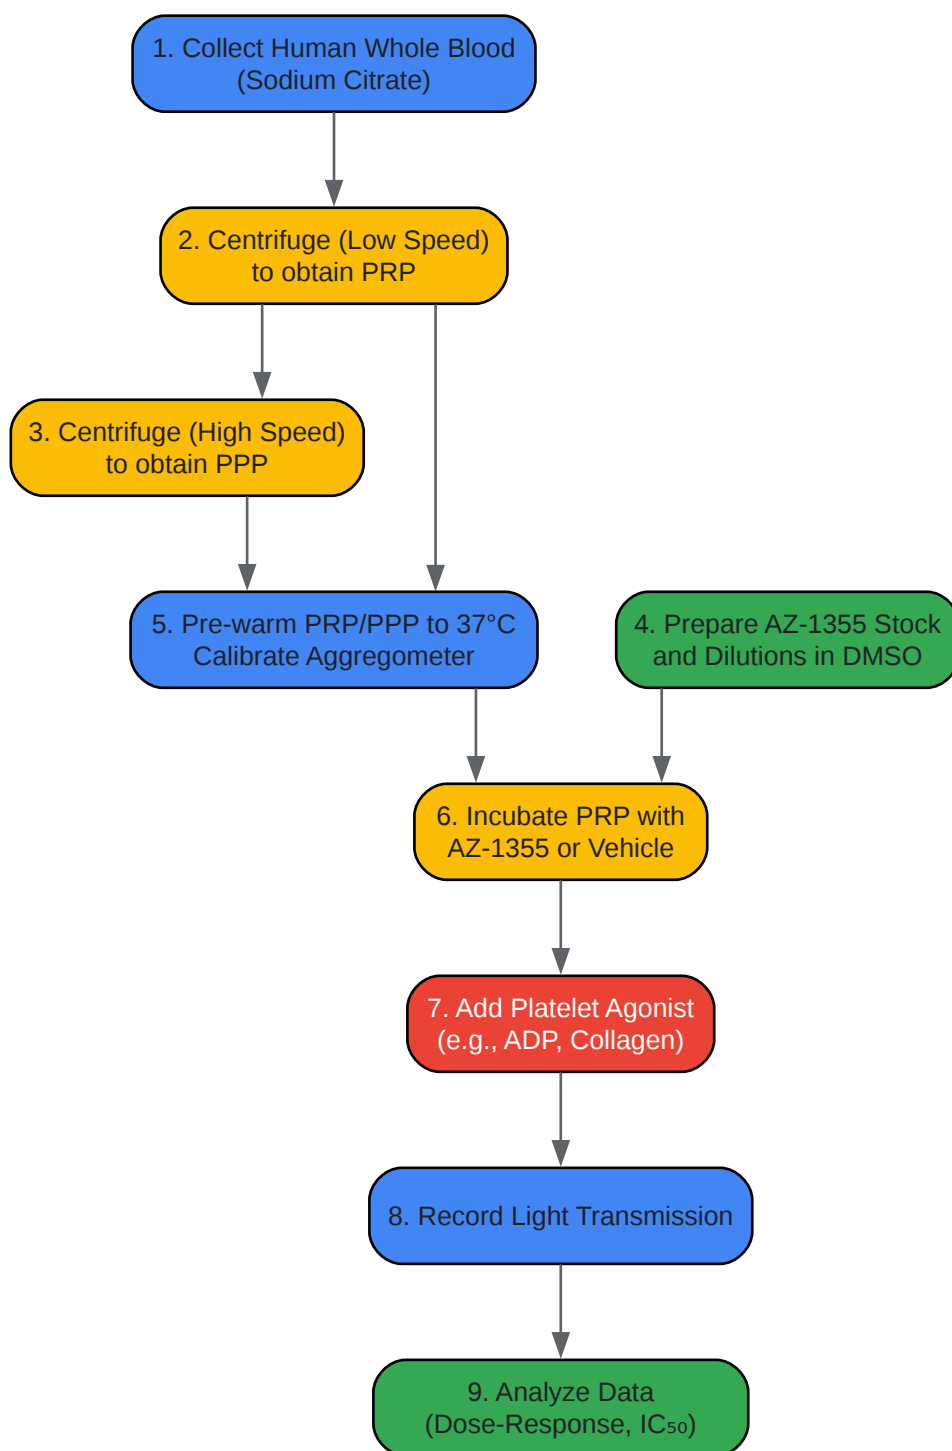 1. Collect Human Whole Blood
(Sodium Citrate)
2. Centrifuge (Low Speed)
to obtain PRP
3. Centrifuge (High Speed)
to obtain PPP
5. Pre-warm PRP/PPP to 37°C
Calibrate Aggregometer
4. Prepare AZ-1355 Stock
and Dilutions in DMSO
6. Incubate PRP with
AZ-1355 or Vehicle
7. Add Platelet Agonist
(e.g., ADP, Collagen)
8. Record Light Transmission
9. Analyze Data
(Dose-Response, IC₅₀)